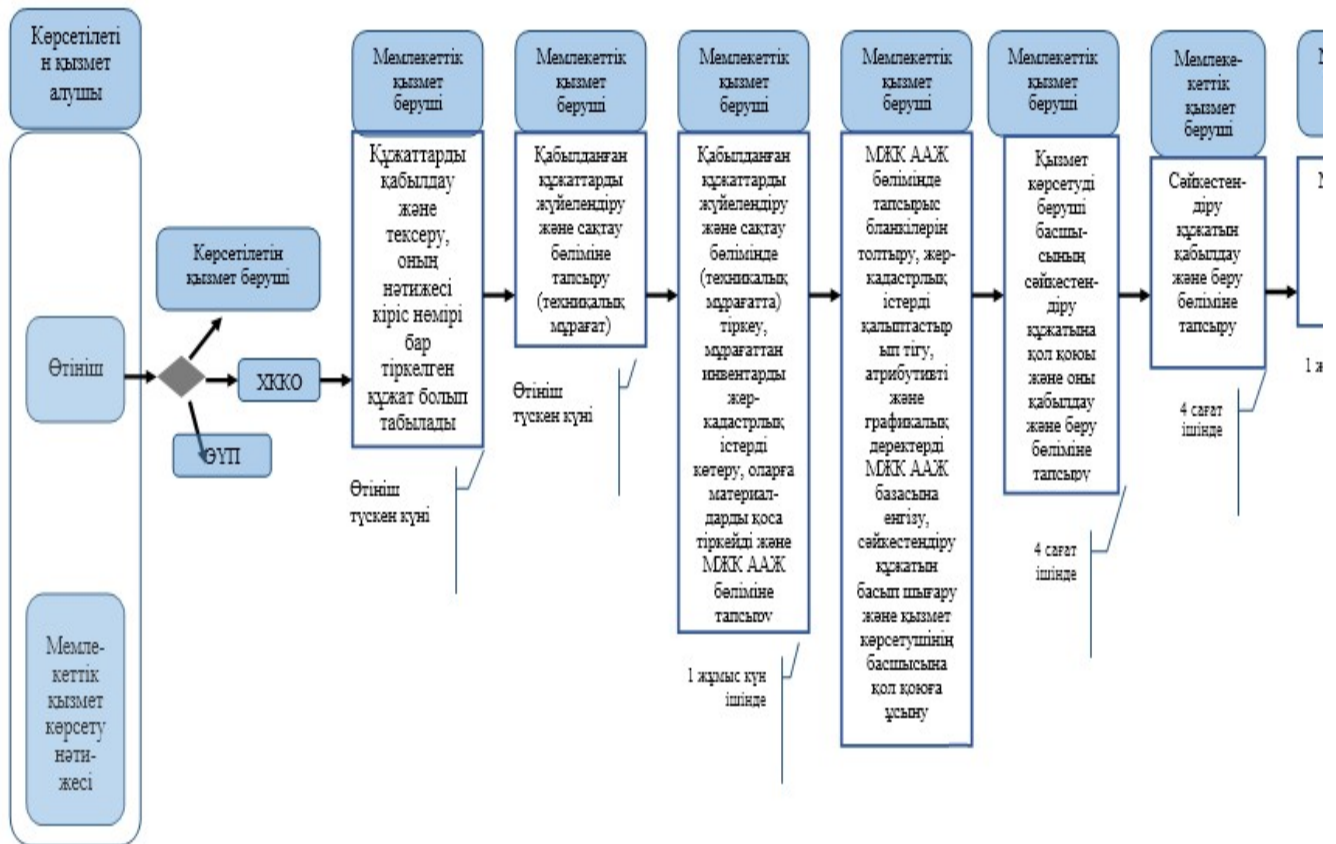 Көрсетілеті
н қызмет
алушы
Өтініш
Мемле-
кеттік
қызмет
көрсету
нәти-
жесі
Көрсетілетін
қызмет беруші
ХККО
ЭҮП
Мемлекеттік
қызмет
беруші
Құжаттарды
қабылдау
және
тексеру,
оның
нәтижесі
кіріс нөмірі
бар
тіркелген
құжат болып
табылады
Өтініш
түскен күні
Мемлекеттік
қызмет
беруші
Қабылданған
құжаттарды
жүйелендіру
және сақтау
бөліміне
тапсыру
(техникалық
мұрағат)
Өтініш
түскен күні
Мемлекеттік
қызмет
беруші
Қабылданған
құжаттарды
жүйелендіру
және сақтау
бөлімінде
(техникалық
мұрағатта)
тіркеу,
мұрағаттан
инвентарды
жер-
кадастрлық
істерді
көтеру, оларға
материал-
дарды қоса
тіркейді және
МЖК ААЖ
бөліміне
тапсыру
1 жұмыс күн
ішінде
Мемлекеттік
қызмет
беруші
МЖК ААЖ
бөлімінде
тапсырыс
бланкілерін
толтыру, жер-
кадастрлық
істерді
қалыптастыр
ып тігу,
атрибутивті
және
графикалық
деректерді
МЖК ААЖ
базасына
енгізу,
сәйкестендіру
құжатын
басып шығару
және қызмет
көрсетушінің
басшысына
қол қоюға
ұсыну
Мемлекеттік
қызмет
беруші
Қызмет
көрсетуді
беруші
басшы-
сының
сәйкестен-
діру
құжатына
қол қоюы
және оны
қабылдау
және беру
бөліміне
тапсыру
4 сағат
ішінде
Мемлеке-
кеттік
қызмет
беруші
Сәйкестен-
діру
құжатын
қабылдау
және беру
бөліміне
тапсыру
4 сағат
ішінде
1 ж